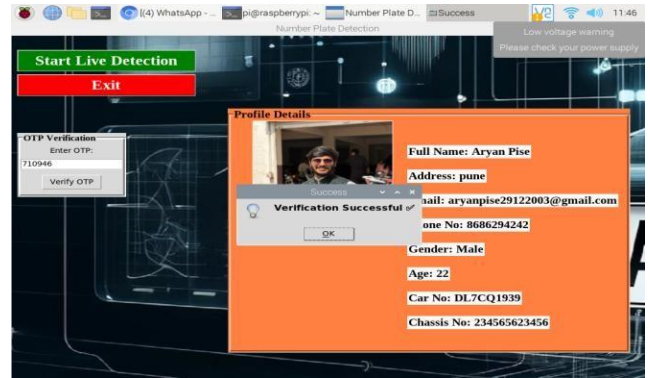 [(4) WhatsApp - ...
pi@raspberrypi: ~
Number Plate D...
Success
11:46
Number Plate Detection
Low voltage warning
Please check your power supply
Start Live Detection
Exit
OTP Verification
Enter OTP:
710946
Verify OTP
Profile Details
Full Name: Aryan Pise
Address: pune
mail: aryanpise29122003@gmail.com
one No: 8686294242
Gender: Male
Age: 22
Car No: DL7CQ1939
Chassis No: 234565623456
Success
Verification Successful ✅
OK